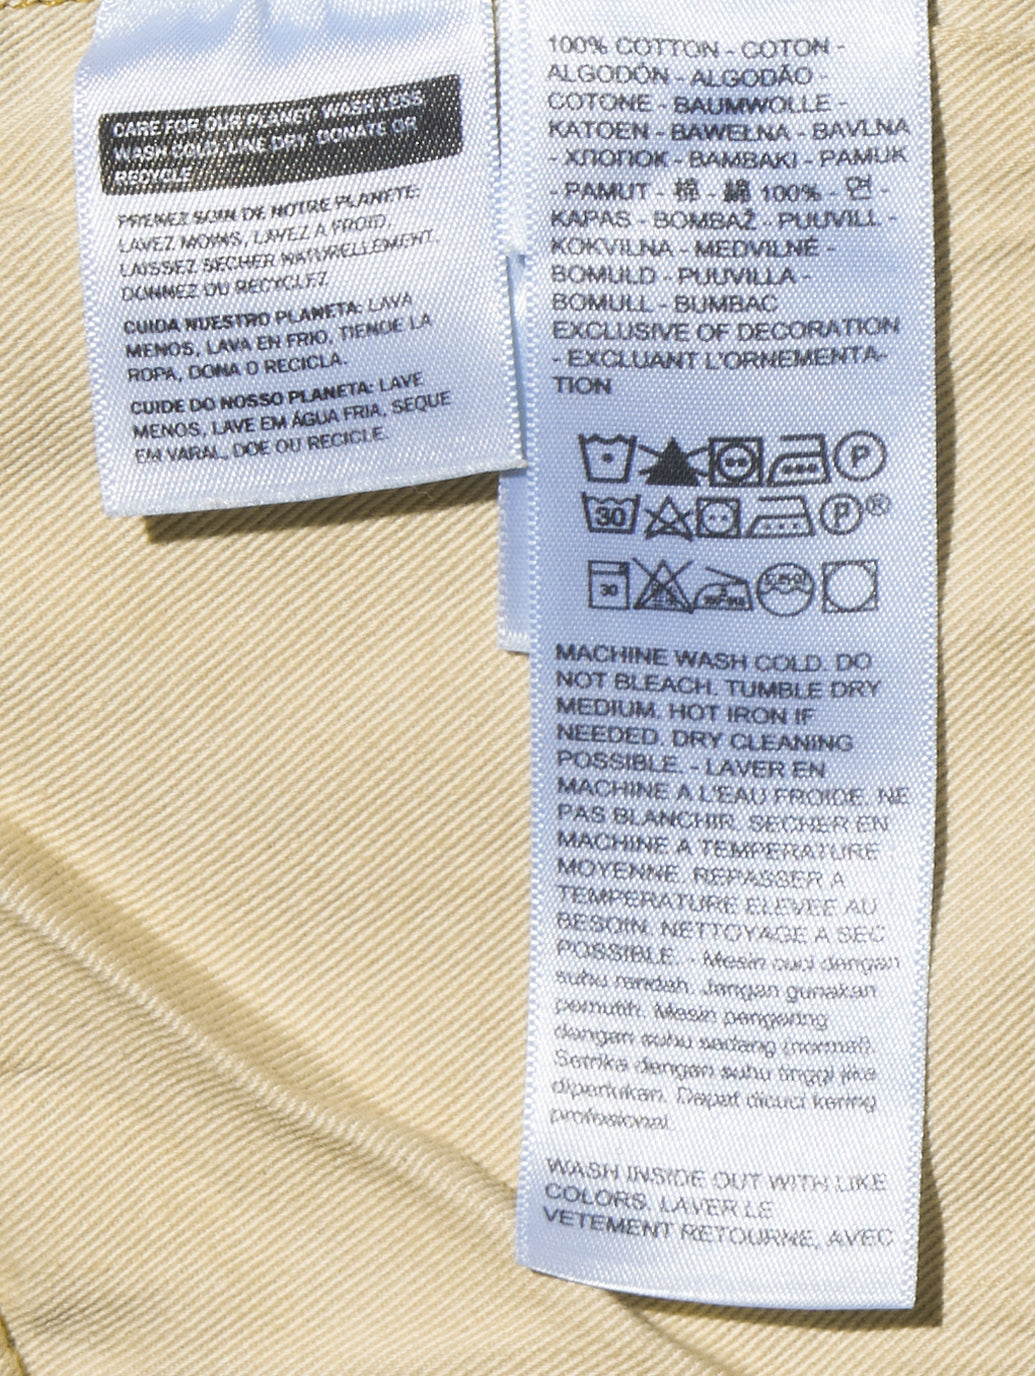 CARE FOR OUR PLANET: WASH LESS
WASH COLD, LINE DRY, DONATE OR
RECYCLE
PRENEZ SOIN DE NOTRE PLANETE:
LAVEZ MOINS, LAVEZ A FROID,
LAISSEZ SECHER NATURELLEMENT.
DONNEZ OU RECYCLEZ
CUIDA NUESTRO PLANETA: LAVA
MENOS, LAVA EN FRIO, TIENDE LA
ROPA, DONA O RECICLA.
CUIDE DO NOSSO PLANETA: LAVE
MENOS, LAVE EM ÁGUA FRIA, SEQUE
EM VARAL, DOE OU RECICLE.
100% COTTON - COTON -
ALGODÓN - ALGODÃO -
COTONE - BAUMWOLLE -
KATOEN - BAWEŁNA - BAVLNA
- ХЛОПОК - BAMBAKI - PAMUK
- PAMUT - 棉 - 綿 100% - 면 -
KAPAS - BOMBAŽ - PUUVILL -
KOKVILNA - MEDVILNĖ -
BOMULD - PUUVILLA -
BOMULL - BUMBAC
EXCLUSIVE OF DECORATION
- EXCLUANT L'ORNEMENTA-
TION
P
30 P ®
30
MACHINE WASH COLD. DO
NOT BLEACH. TUMBLE DRY
MEDIUM. HOT IRON IF
NEEDED. DRY CLEANING
POSSIBLE. - LAVER EN
MACHINE A L'EAU FROIDE. NE
PAS BLANCHIR. SECHER EN
MACHINE A TEMPERATURE
MOYENNE. REPASSER A
TEMPERATURE ELEVEE AU
BESOIN. NETTOYAGE A SEC
POSSIBLE. - Mesin cuci dengan
suhu rendah. Jangan gunakan
pemutih. Mesin pengering
dengan suhu sedang (normal).
Setrika dengan suhu tinggi jika
diperlukan. Dapat dicuci kering
profesional.
WASH INSIDE OUT WITH LIKE
COLORS. LAVER LE
VETEMENT RETOURNE, AVEC